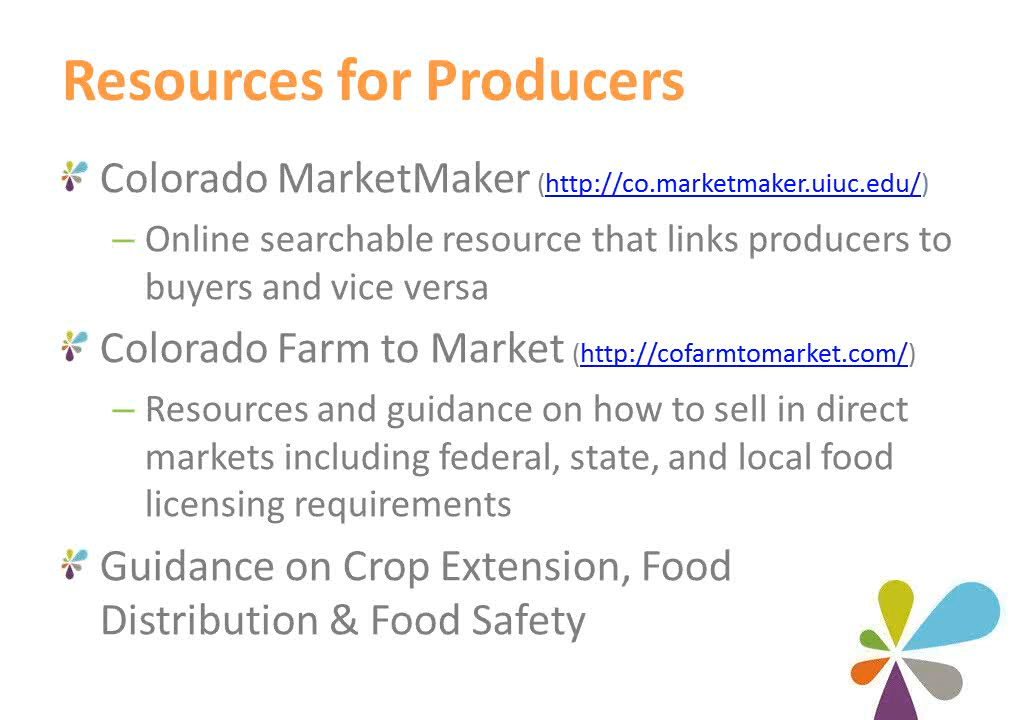 Resources for Producers
Colorado MarketMaker (http://co.marketmaker.uiuc.edu/)
– Online searchable resource that links producers to
buyers and vice versa
Colorado Farm to Market (http://cofarmtomarket.com/)
– Resources and guidance on how to sell in direct
markets including federal, state, and local food
licensing requirements
Guidance on Crop Extension, Food
Distribution & Food Safety